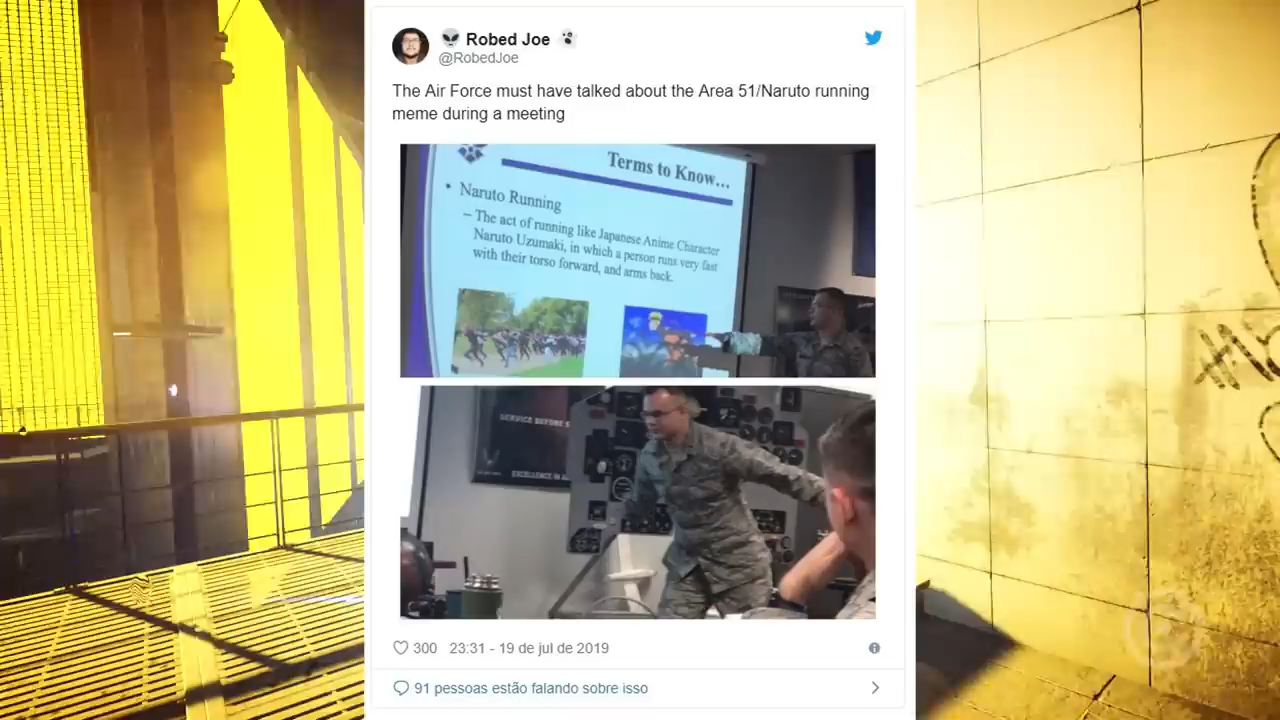 Robed Joe
@RobedJoe
The Air Force must have talked about the Area 51/Naruto running
meme during a meeting
Terms to Know...
• Naruto Running
– The act of running like Japanese Anime Character
Naruto Uzumaki, in which a person runs very fast
with their torso forward, and arms back.
SERVICE BEFORE S
EXCELLENCE IN A
300 23:31 - 19 de jul de 2019
91 pessoas estão falando sobre isso